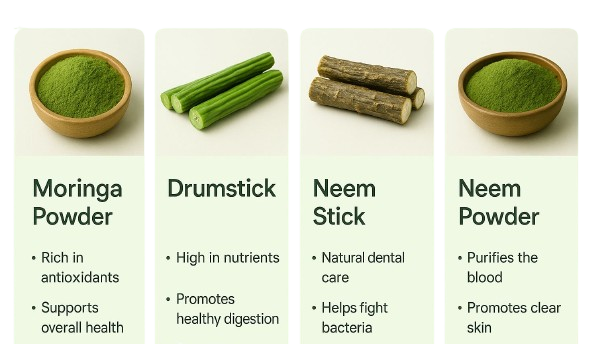 Moringa
Powder
• Rich in
antioxidants
• Supports
overall health
Drumstick
• High in nutrients
• Promotes
healthy digestion
Neem
Stick
• Natural dental
care
• Helps fight
bacteria
Neem
Powder
• Purifies the
blood
• Promotes clear
skin